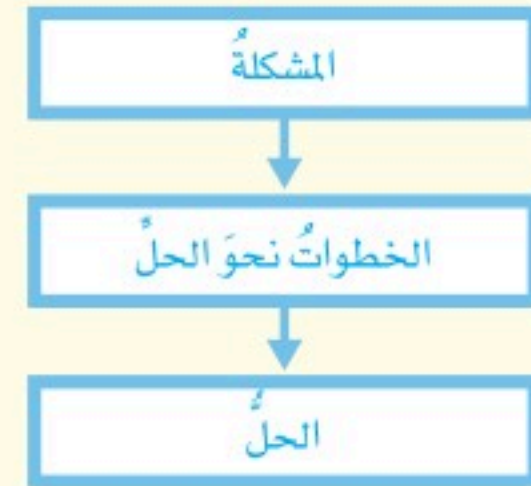 المشكلةُ
الخطواتُ نحوَ الحلِّ
الحلُّ